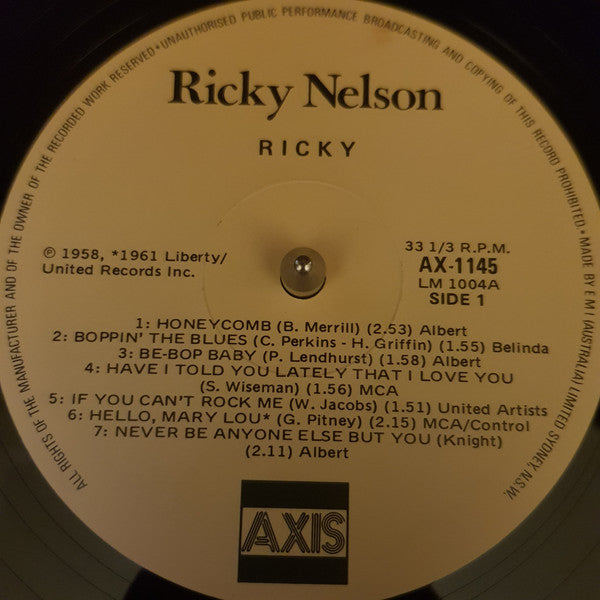 ALL RIGHTS OF THE MANUFACTURER AND OF THE OWNER OF THE RECORDED WORK RESERVED • UNAUTHORISED PUBLIC PERFORMANCE BROADCASTING AND COPYING OF THIS RECORD PROHIBITED • MADE BY EMI (AUSTRALIA) LIMITED SYDNEY, N.S.W.
Ricky Nelson
RICKY
℗ 1958, *1961 Liberty/
United Records Inc.
33 1/3 R.P.M.
AX-1145
LM 1004A
SIDE 1
1: HONEYCOMB (B. Merrill) (2.53) Albert
2: BOPPIN' THE BLUES (C. Perkins - H. Griffin) (1.55) Belinda
3: BE-BOP BABY (P. Lendhurst) (1.58) Albert
4: HAVE I TOLD YOU LATELY THAT I LOVE YOU
(S. Wiseman) (1.56) MCA
5: IF YOU CAN'T ROCK ME (W. Jacobs) (1.51) United Artists
6: HELLO, MARY LOU* (G. Pitney) (2.15) MCA/Control
7: NEVER BE ANYONE ELSE BUT YOU (Knight)
(2.11) Albert
AXIS